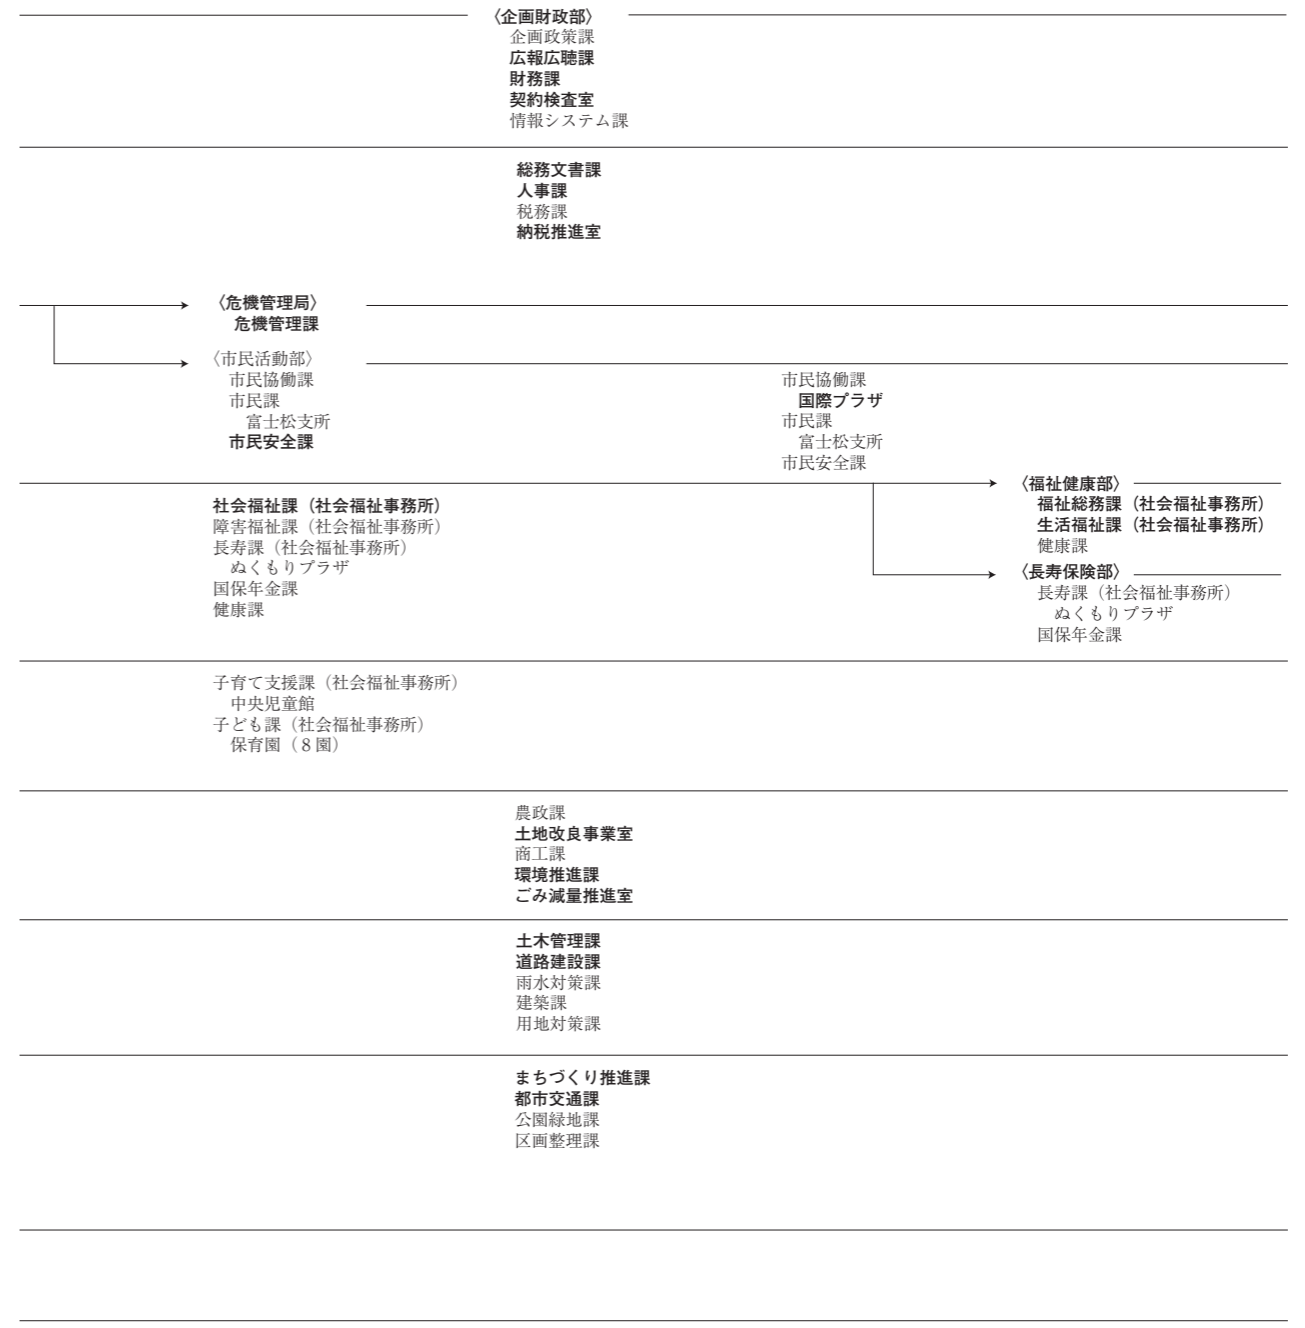 〈企画財政部〉
企画政策課
広報広聴課
財務課
契約検査室
情報システム課
総務文書課
人事課
税務課
納税推進室
〈危機管理局〉
危機管理課
〈市民活動部〉
市民協働課
市民課
富士松支所
市民安全課
市民協働課
国際プラザ
市民課
富士松支所
市民安全課
社会福祉課（社会福祉事務所）
障害福祉課（社会福祉事務所）
長寿課（社会福祉事務所）
ぬくもりプラザ
国保年金課
健康課
〈福祉健康部〉
福祉総務課（社会福祉事務所）
生活福祉課（社会福祉事務所）
健康課
〈長寿保険部〉
長寿課（社会福祉事務所）
ぬくもりプラザ
国保年金課
子育て支援課（社会福祉事務所）
中央児童館
子ども課（社会福祉事務所）
保育園（８園）
農政課
土地改良事業室
商工課
環境推進課
ごみ減量推進室
土木管理課
道路建設課
雨水対策課
建築課
用地対策課
まちづくり推進課
都市交通課
公園緑地課
区画整理課